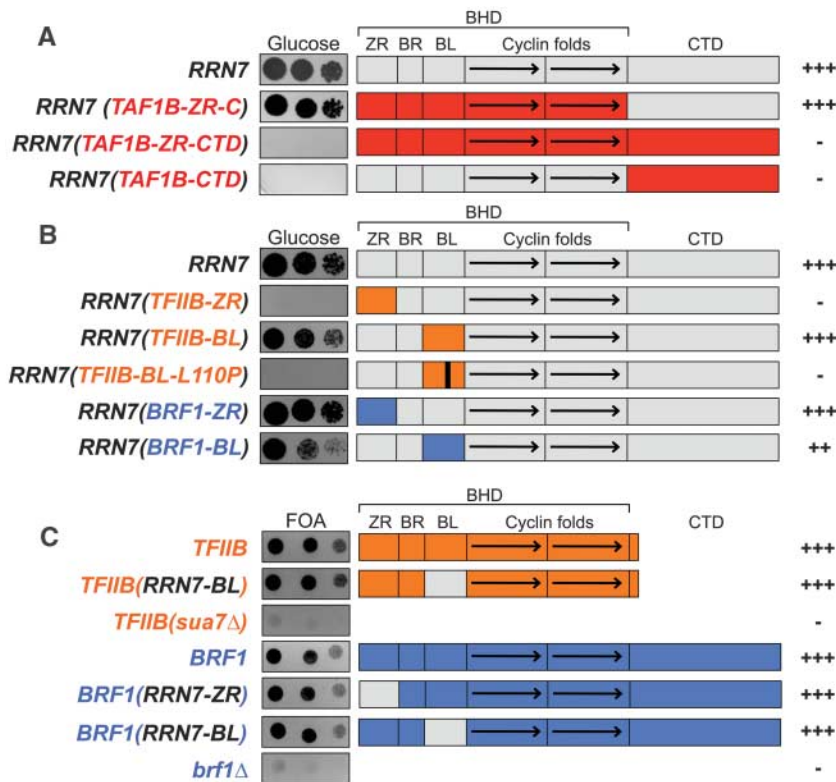 A
BHD
Glucose ZR BR BL Cyclin folds CTD
RRN7 +++
RRN7 (TAF1B-ZR-C) +++
RRN7(TAF1B-ZR-CTD) -
RRN7(TAF1B-CTD) -
B
BHD
Glucose ZR BR BL Cyclin folds CTD
RRN7 +++
RRN7(TFIIB-ZR) -
RRN7(TFIIB-BL) +++
RRN7(TFIIB-BL-L110P) -
RRN7(BRF1-ZR) +++
RRN7(BRF1-BL) ++
C
BHD
FOA ZR BR BL Cyclin folds CTD
TFIIB +++
TFIIB(RRN7-BL) +++
TFIIB(sua7Δ) -
BRF1 +++
BRF1(RRN7-ZR) +++
BRF1(RRN7-BL) +++
brf1Δ -